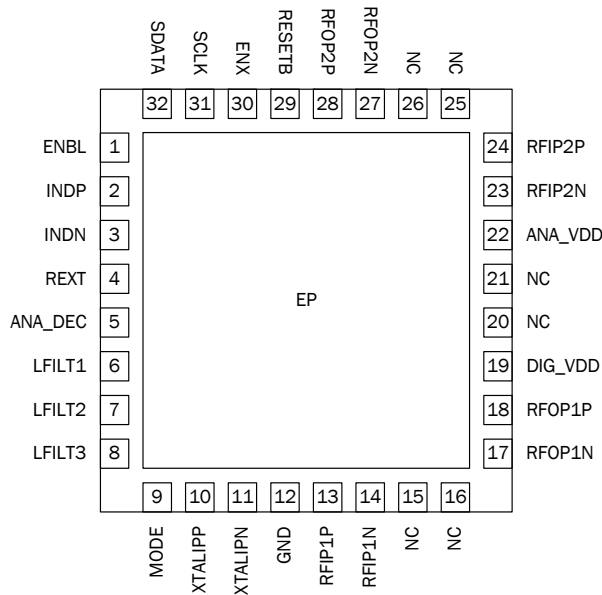 SDATA
SCLK
ENX
RESETB
RFOP2P
RFOP2N
NC
NC
32 31 30 29 28 27 26 25
ENBL 1
INDP 2
INDN 3
REXT 4
ANA_DEC 5
LFILT1 6
LFILT2 7
LFILT3 8
EP
24 RFIP2P
23 RFIP2N
22 ANA_VDD
21 NC
20 NC
19 DIG_VDD
18 RFOP1P
17 RFOP1N
9 10 11 12 13 14 15 16
MODE
XTALIPP
XTALIPN
GND
RFIP1P
RFIP1N
NC
NC